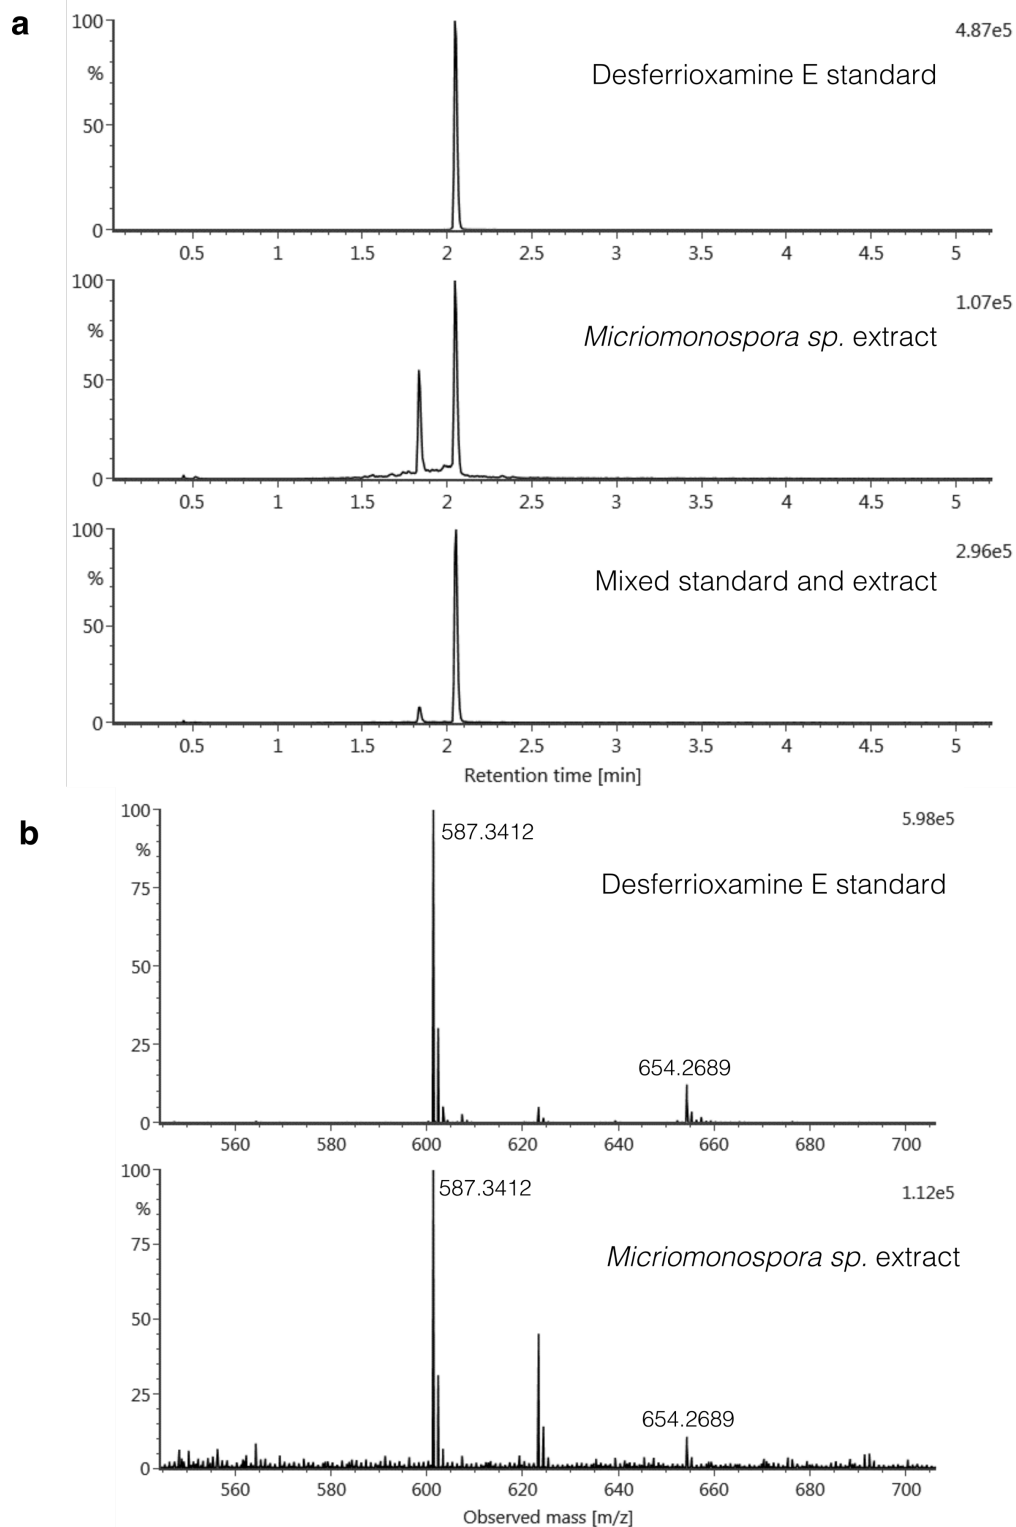 a
100
%
50
0
4.87e5
Desferrioxamine E standard
0.5 1 1.5 2 2.5 3 3.5 4 4.5 5
100
%
50
0
1.07e5
Micriomonospora sp. extract
0.5 1 1.5 2 2.5 3 3.5 4 4.5 5
100
%
50
0
2.96e5
Mixed standard and extract
0.5 1 1.5 2 2.5 3 3.5 4 4.5 5
Retention time [min]
b
100
%
75
50
25
0
587.3412
5.98e5
Desferrioxamine E standard
654.2689
560 580 600 620 640 660 680 700
100
%
75
50
25
0
587.3412
1.12e5
Micriomonospora sp. extract
654.2689
560 580 600 620 640 660 680 700
Observed mass [m/z]